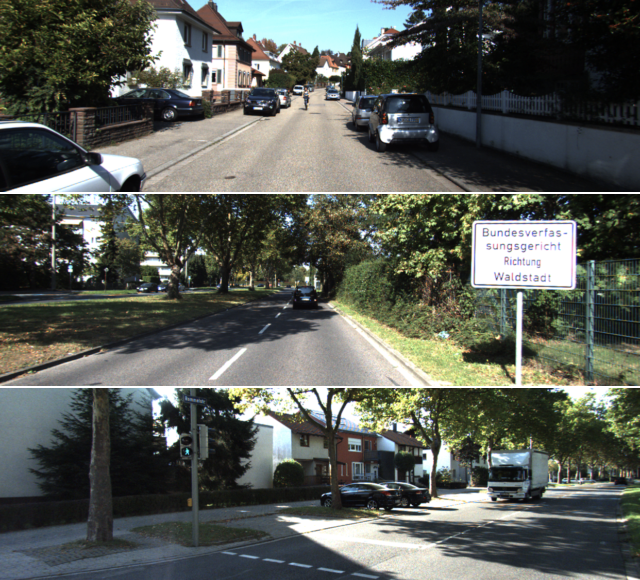 Bundesverfas-
sungsgericht
Richtung
Waldstadt